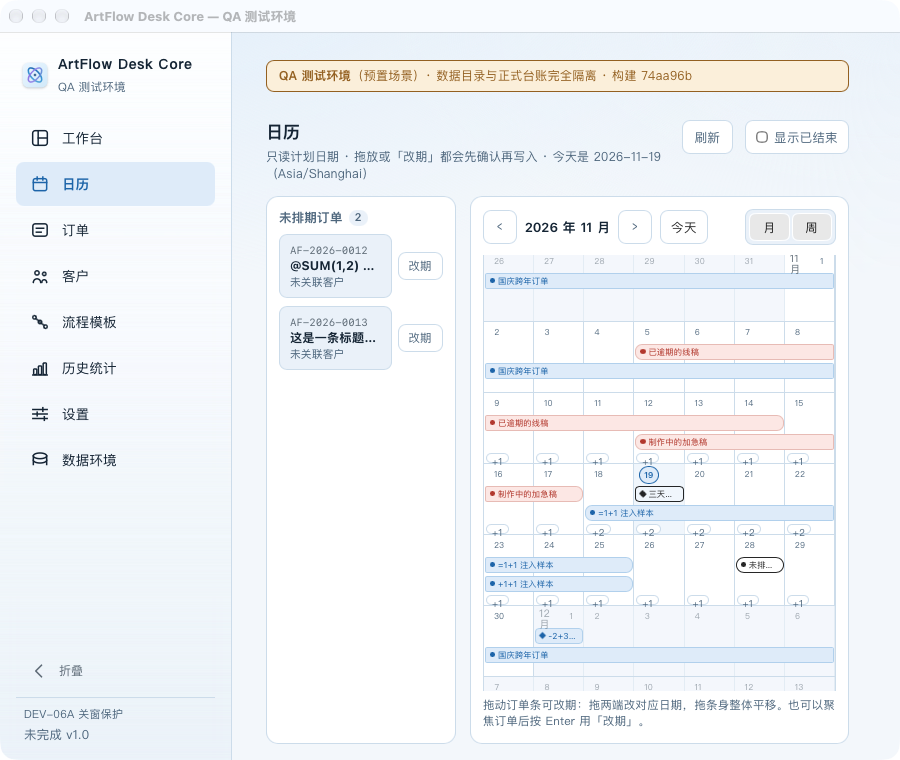 ArtFlow Desk Core — QA 测试环境
ArtFlow Desk Core
QA 测试环境
工作台
日历
订单
客户
流程模板
历史统计
设置
数据环境
折叠
DEV-06A 关窗保护
未完成 v1.0
QA 测试环境（预置场景）· 数据目录与正式台账完全隔离 · 构建 74aa96b
日历
只读计划日期 · 拖放或「改期」都会先确认再写入 · 今天是 2026-11-19
（Asia/Shanghai）
刷新
显示已结束
未排期订单 2
AF-2026-0012
@SUM(1,2) ...
未关联客户
改期
AF-2026-0013
这是一条标题...
未关联客户
改期
2026 年 11 月
今天
月
周
26 27 28 29 30 31 11月 1
国庆跨年订单
2 3 4 5 6 7 8
已逾期的线稿
国庆跨年订单
9 10 11 12 13 14 15
已逾期的线稿
制作中的加急稿
+1 +1 +1 +1 +1 +1 +1
16 17 18 19 20 21 22
制作中的加急稿
三天...
=1+1 注入样本
+1 +1 +2 +2 +2 +2 +2
23 24 25 26 27 28 29
=1+1 注入样本
未排...
+1+1 注入样本
+1 +1 +1 +1 +1 +1 +1
30 12月 1 2 3 4 5 6
-2+3...
国庆跨年订单
7 8 9 10 11 12 13
拖动订单条可改期：拖两端改对应日期，拖条身整体平移。也可以聚
焦订单后按 Enter 用「改期」。